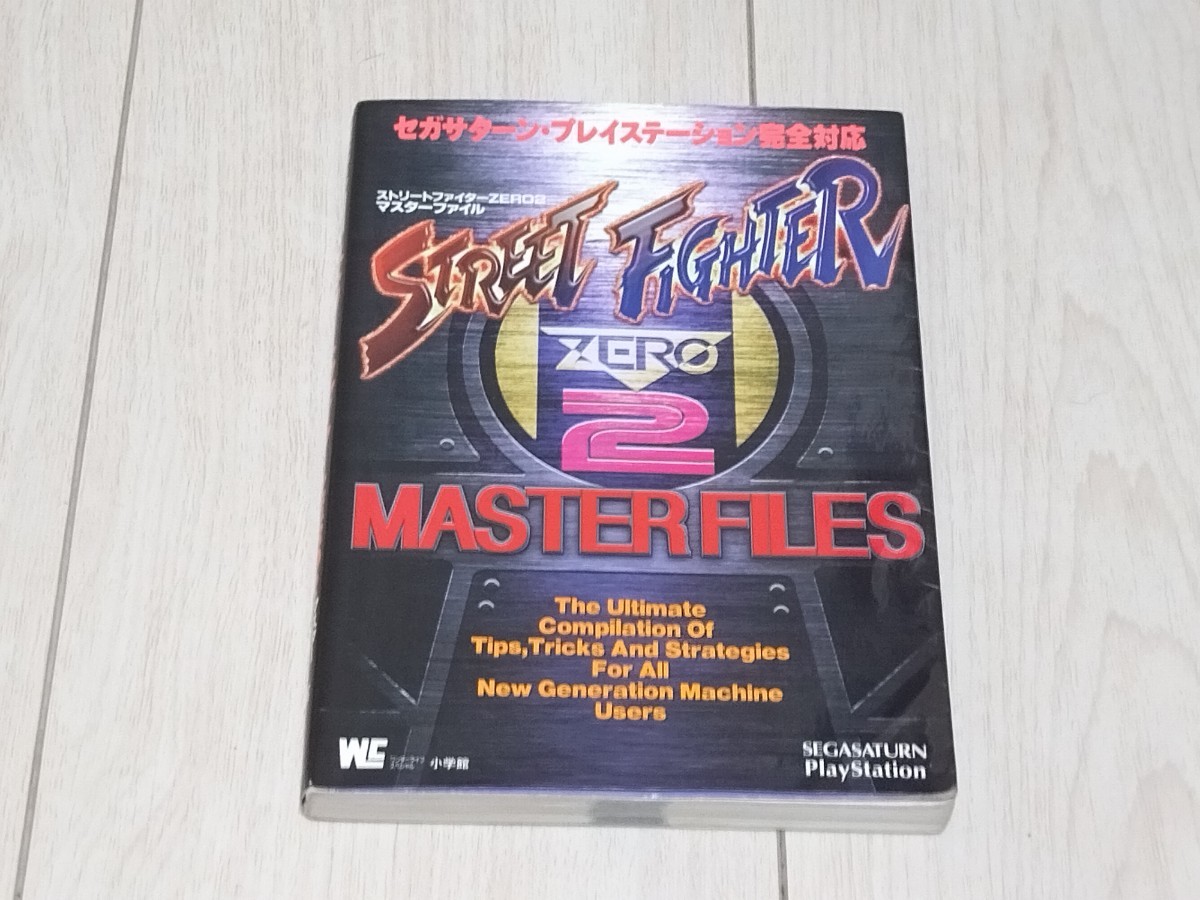 セガサターン・プレイステーション完全対応
ストリートファイターZERO2
マスターファイル
STREET FIGHTER
ZERO
2
MASTER FILES
The Ultimate
Compilation Of
Tips,Tricks And Strategies
For All
New Generation Machine
Users
小学館
SEGASATURN
PlayStation